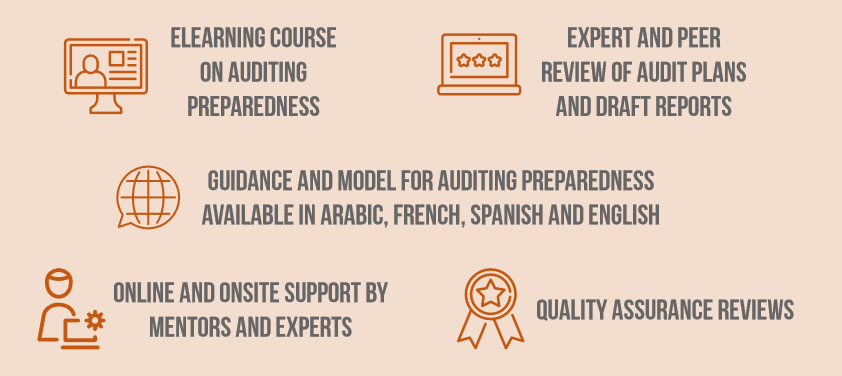 ELEARNING COURSE
ON AUDITING
PREPAREDNESS
EXPERT AND PEER
REVIEW OF AUDIT PLANS
AND DRAFT REPORTS
GUIDANCE AND MODEL FOR AUDITING PREPAREDNESS
AVAILABLE IN ARABIC, FRENCH, SPANISH AND ENGLISH
ONLINE AND ONSITE SUPPORT BY
MENTORS AND EXPERTS
QUALITY ASSURANCE REVIEWS